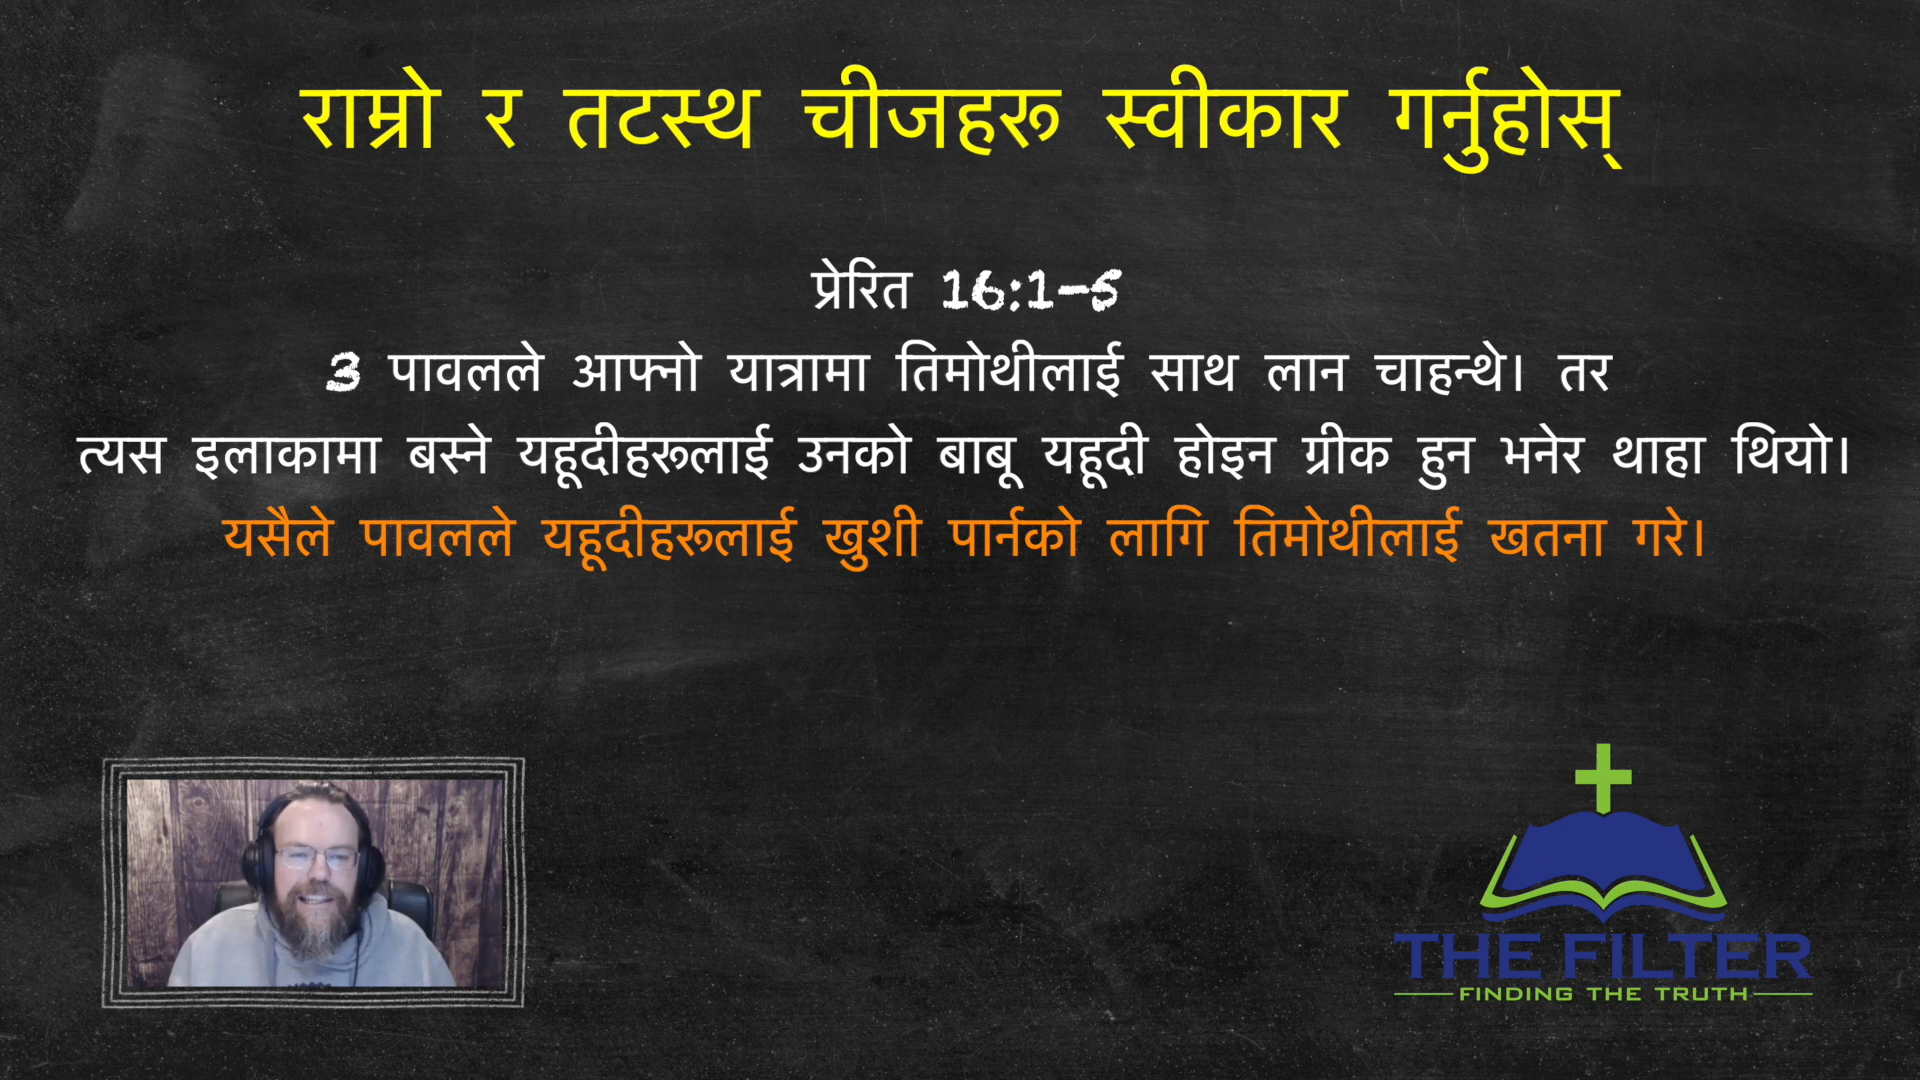 राम्रो र तटस्थ चीजहरू स्वीकार गर्नुहोस्
प्रेरित 16:1-5
3 पावलले आफ्नो यात्रामा तिमोथीलाई साथ लान चाहन्थे। तर
त्यस इलाकामा बस्ने यहूदीहरूलाई उनको बाबू यहूदी होइन ग्रीक हुन भनेर थाहा थियो।
यसैले पावलले यहूदीहरूलाई खुशी पार्नको लागि तिमोथीलाई खतना गरे।
THE FILTER
FINDING THE TRUTH